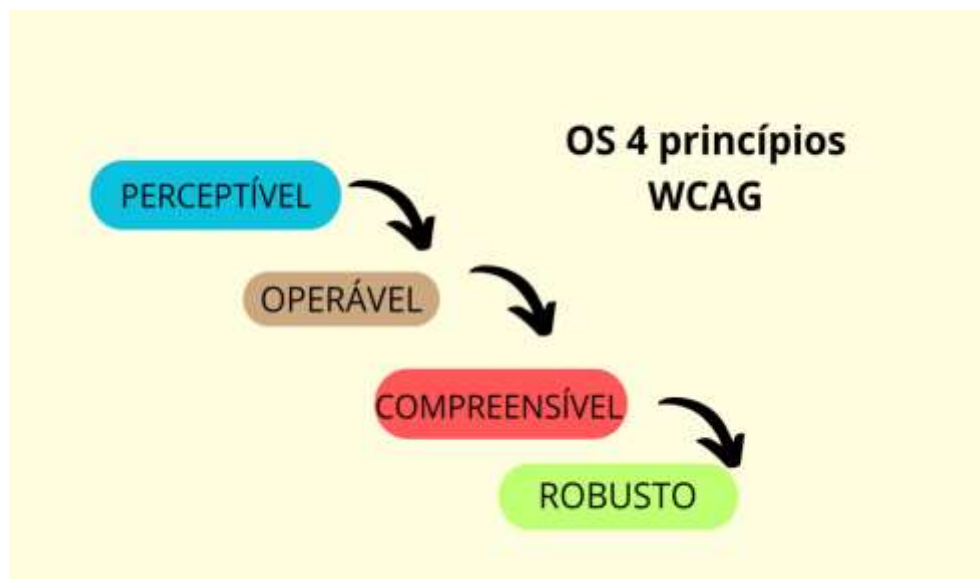 OS 4 princípios
WCAG
PERCEPTÍVEL
OPERÁVEL
COMPREENSÍVEL
ROBUSTO